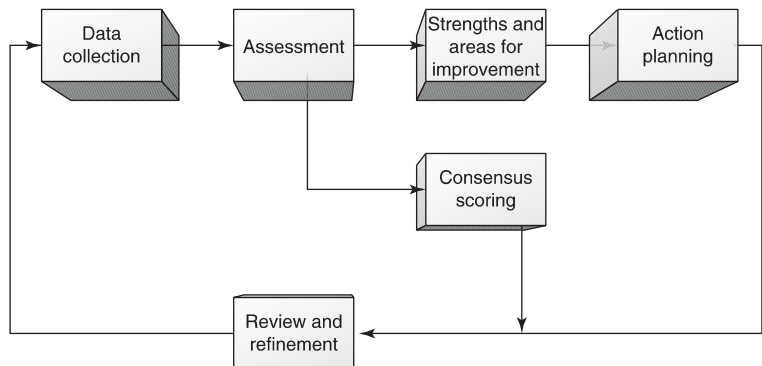 Data
collection
Assessment
Strengths and
areas for
improvement
Action
planning
Consensus
scoring
Review and
refinement